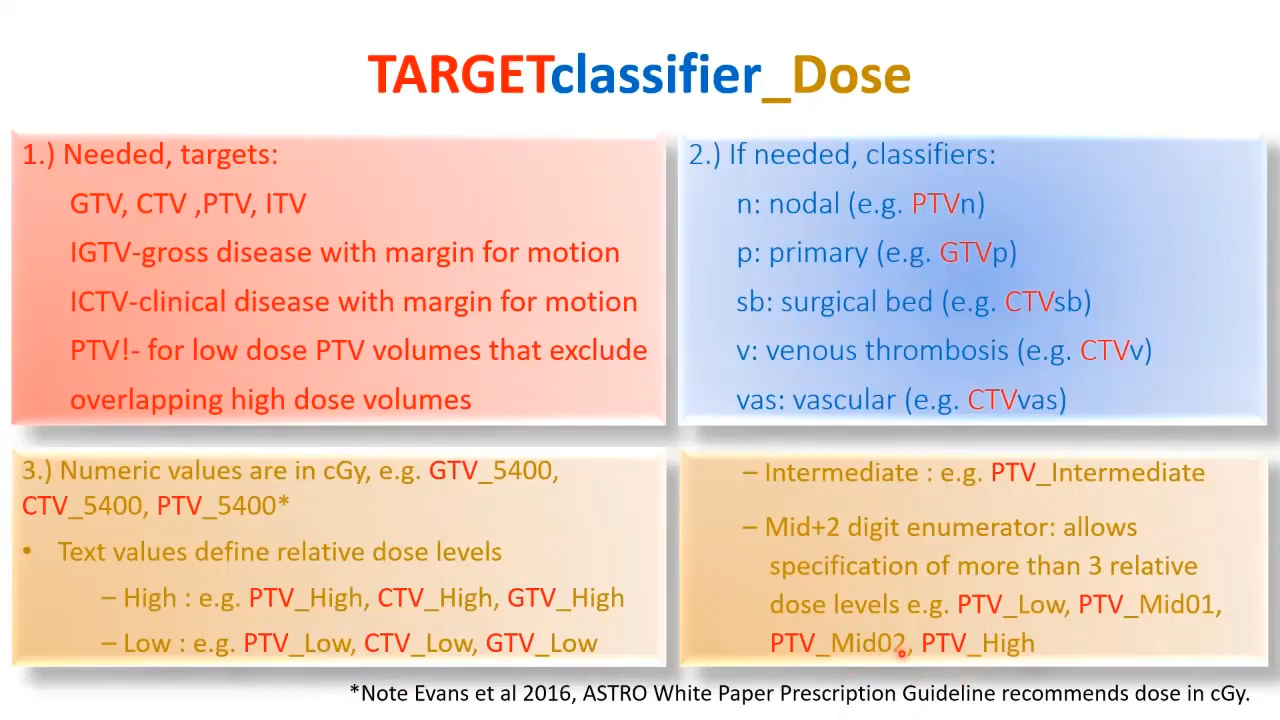 TARGETclassifier_Dose
1.) Needed, targets:
GTV, CTV ,PTV, ITV
IGTV-gross disease with margin for motion
ICTV-clinical disease with margin for motion
PTV!- for low dose PTV volumes that exclude
overlapping high dose volumes
2.) If needed, classifiers:
n: nodal (e.g. PTVn)
p: primary (e.g. GTVp)
sb: surgical bed (e.g. CTVsb)
v: venous thrombosis (e.g. CTVv)
vas: vascular (e.g. CTVvas)
3.) Numeric values are in cGy, e.g. GTV_5400,
CTV_5400, PTV_5400*
• Text values define relative dose levels
– High : e.g. PTV_High, CTV_High, GTV_High
– Low : e.g. PTV_Low, CTV_Low, GTV_Low
– Intermediate : e.g. PTV_Intermediate
– Mid+2 digit enumerator: allows
specification of more than 3 relative
dose levels e.g. PTV_Low, PTV_Mid01,
PTV_Mid02, PTV_High
*Note Evans et al 2016, ASTRO White Paper Prescription Guideline recommends dose in cGy.